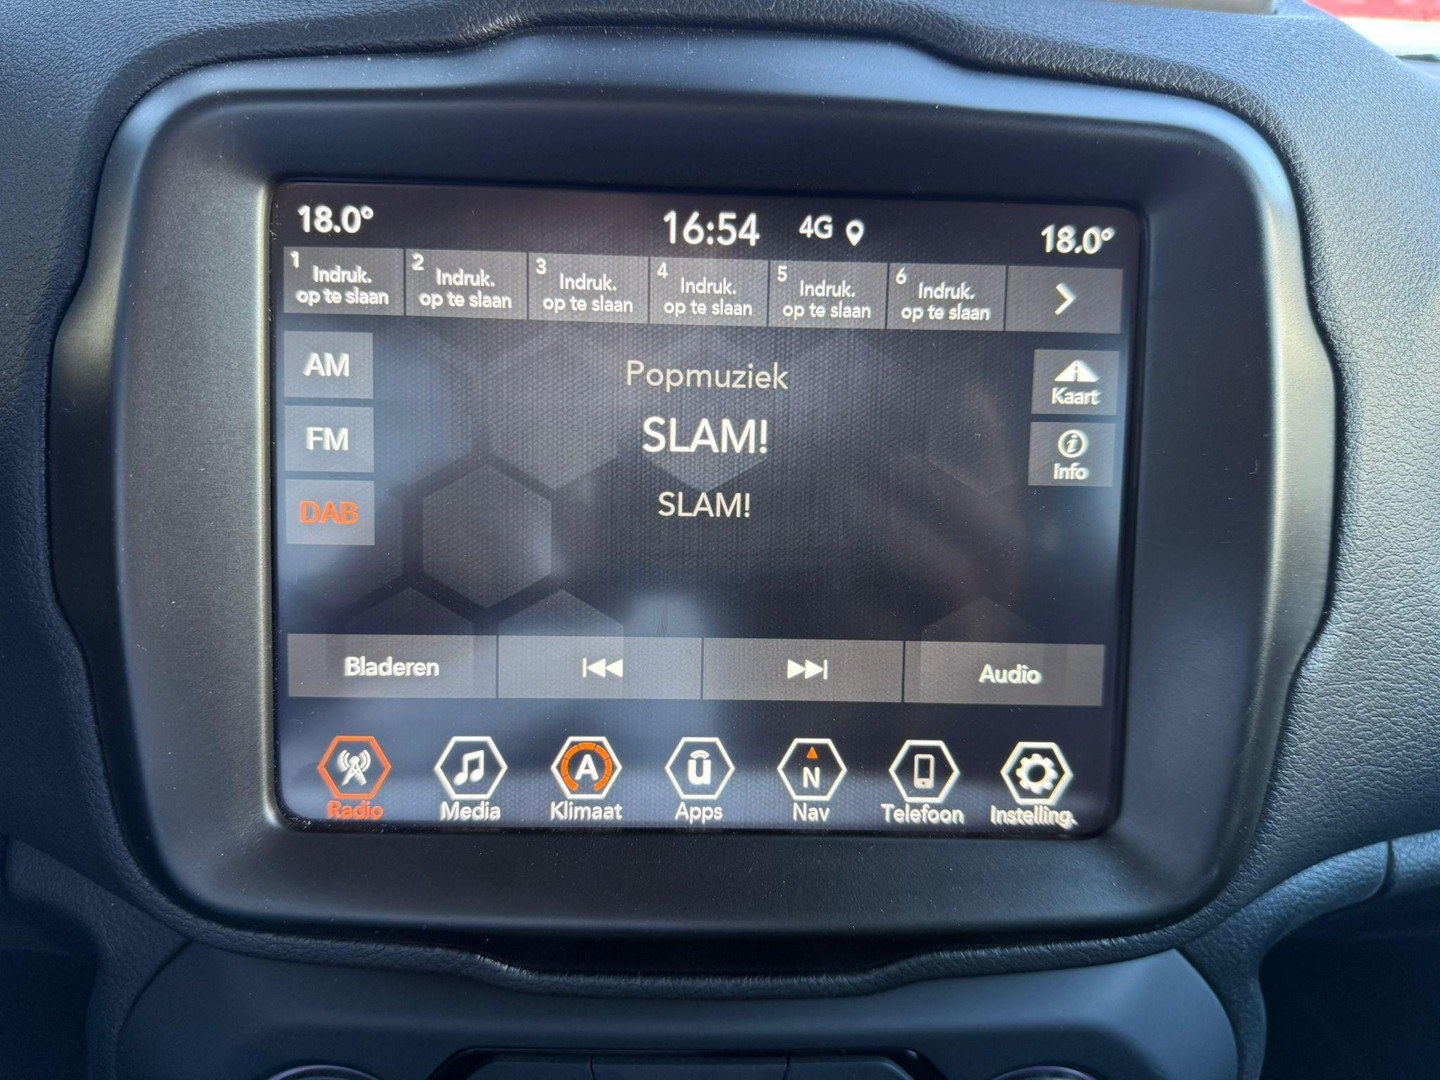 18.0° 16:54 4G 18.0°
1 Indruk. op te slaan
2 Indruk. op te slaan
3 Indruk. op te slaan
4 Indruk. op te slaan
5 Indruk. op te slaan
6 Indruk. op te slaan
AM
FM
DAB
Popmuziek
SLAM!
SLAM!
Kaart
Info
Bladeren
Audio
A
ū
N
Radio
Media
Klimaat
Apps
Nav
Telefoon
Instelling.